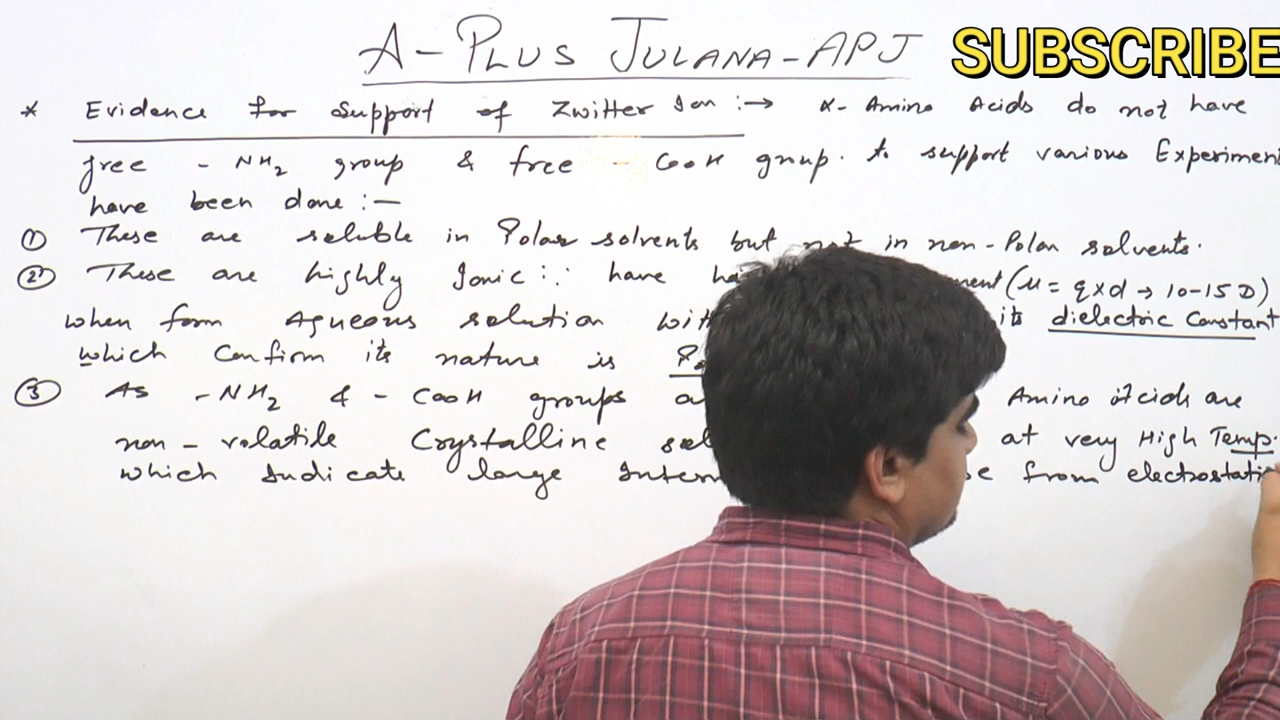 A-PLUS JULANA-APJ
SUBSCRIBE
* Evidence for support of Zwitter Ion :→ α- Amino Acids do not have
free -NH2 group & free -COOH group. to support various Experimen
have been done :-
① These are soluble in Polar solvents but not in non-Polar solvents.
② These are highly Ionic ∵ have ment (μ = q×d → 10-15 D)
when form Aqueous solution its dielectric Constant
which Confirm its nature is
③ As -NH2 & -COOH groups Amino Acids are
non-volatile Crystalline at very High Temp.
which Indicate large from electrostatic